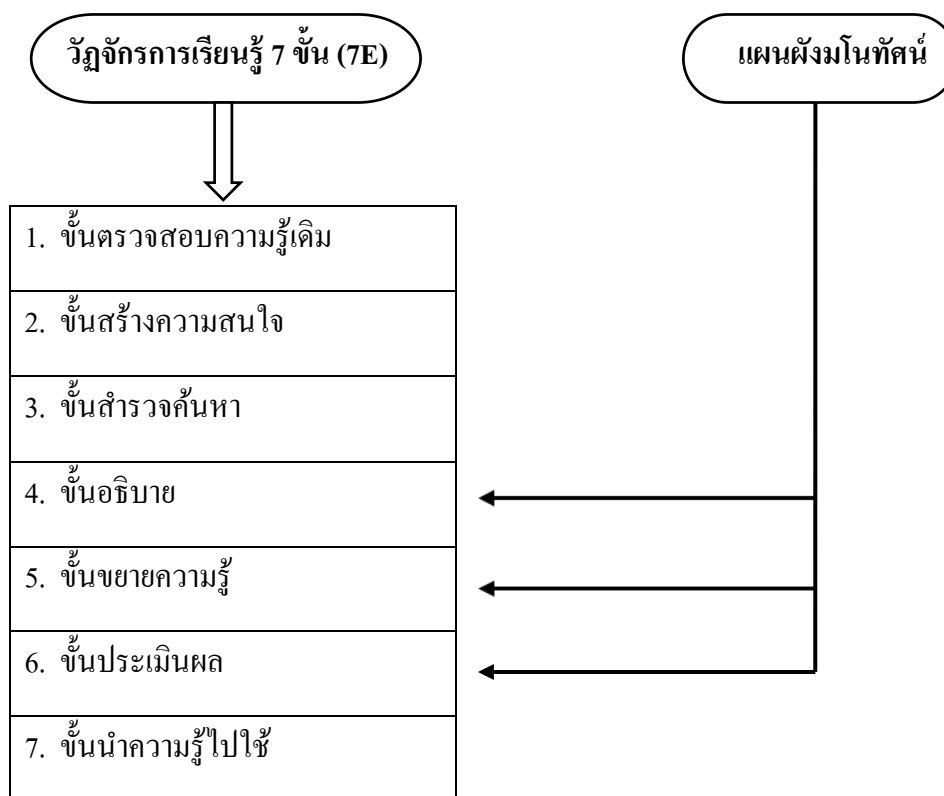 วัฏจักรการเรียนรู้ 7 ขั้น (7E)
แผนผังมโนทัศน์
1. ขั้นตรวจสอบความรู้เดิม
2. ขั้นสร้างความสนใจ
3. ขั้นสำรวจค้นหา
4. ขั้นอธิบาย
5. ขั้นขยายความรู้
6. ขั้นประเมินผล
7. ขั้นนำความรู้ไปใช้